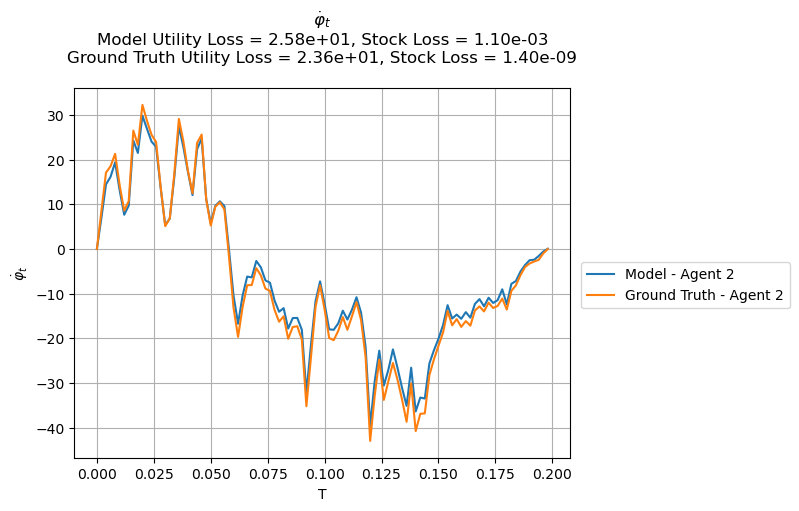 φ̇ₜ
Model Utility Loss = 2.58e+01, Stock Loss = 1.10e-03
Ground Truth Utility Loss = 2.36e+01, Stock Loss = 1.40e-09
30
20
10
0
−10
−20
−30
−40
φ̇ₜ
0.000 0.025 0.050 0.075 0.100 0.125 0.150 0.175 0.200
T
Model - Agent 2
Ground Truth - Agent 2